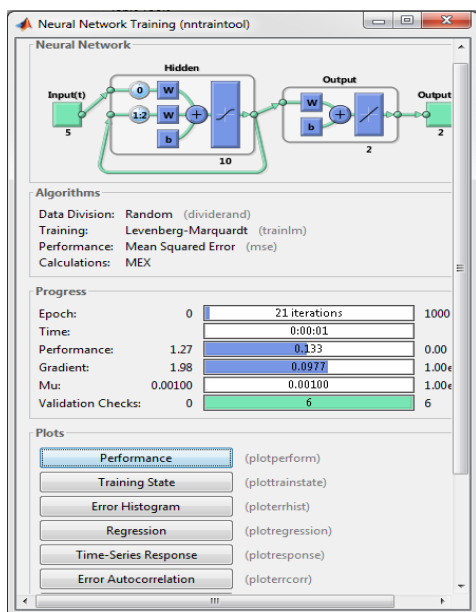 Neural Network Training (nntraintool)
Neural Network
Hidden
Output
Input(t)
Output
0
W
1:2
W
b
W
b
5
10
2
2
Algorithms
Data Division: Random (dividerand)
Training: Levenberg-Marquardt (trainlm)
Performance: Mean Squared Error (mse)
Calculations: MEX
Progress
Epoch: 0 21 iterations 1000
Time: 0:00:01
Performance: 1.27 0.133 0.00
Gradient: 1.98 0.0977 1.00e
Mu: 0.00100 0.00100 1.00e
Validation Checks: 0 6 6
Plots
Performance (plotperform)
Training State (plottrainstate)
Error Histogram (ploterrhist)
Regression (plotregression)
Time-Series Response (plotresponse)
Error Autocorrelation (ploterrcorr)